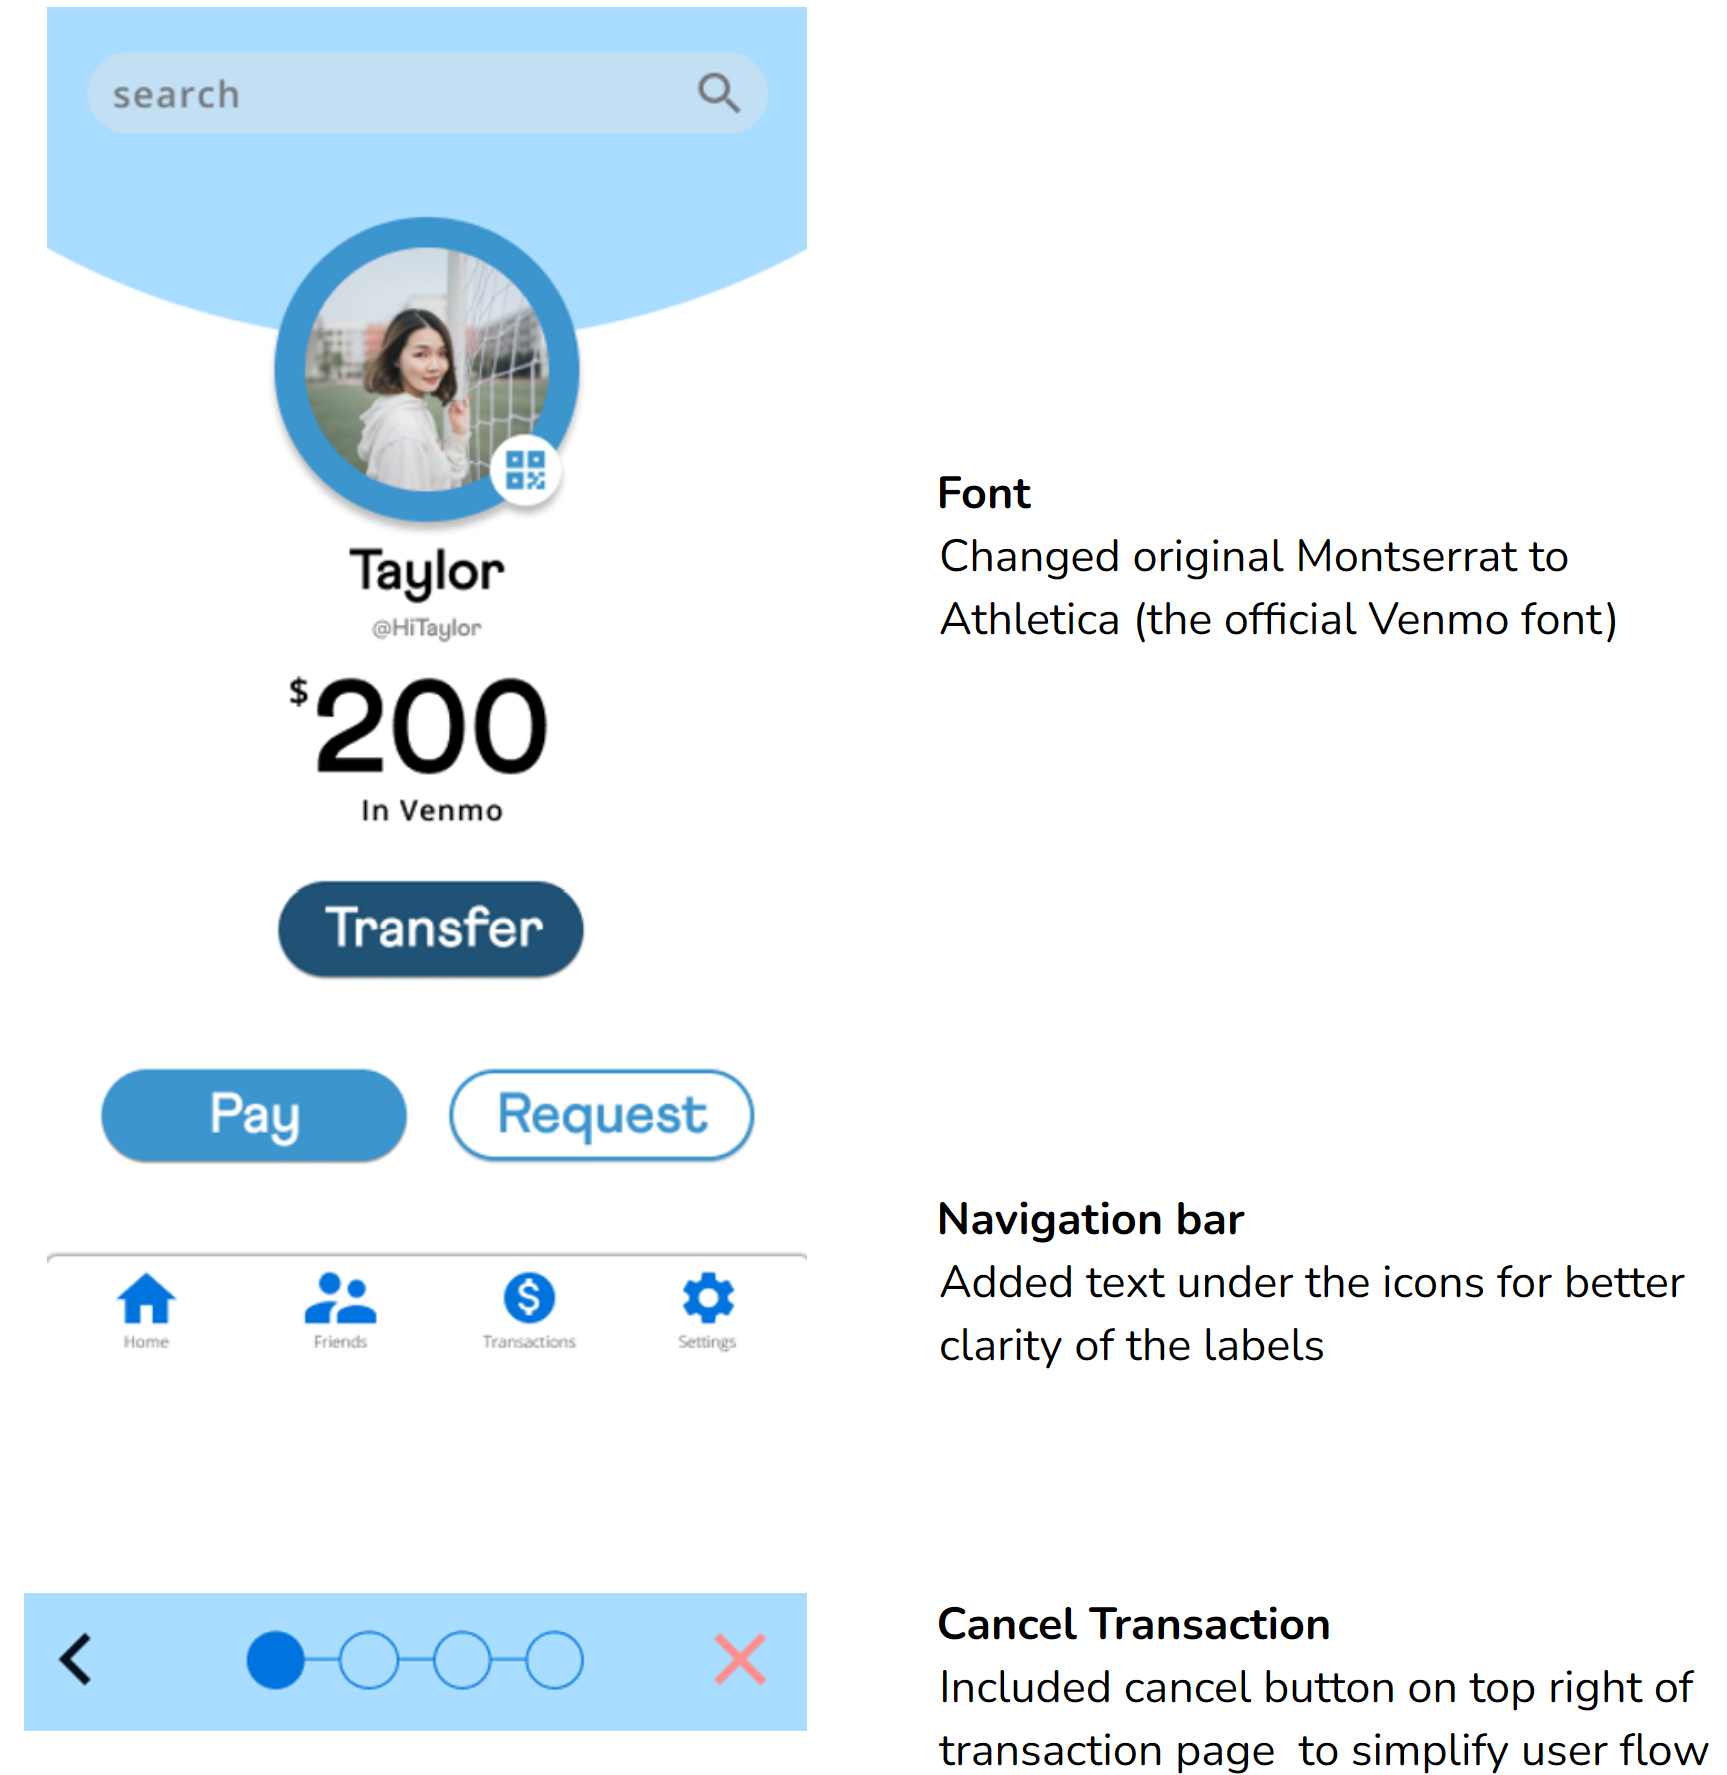 search
Taylor
@HiTaylor
$200
In Venmo
Transfer
Pay
Request
Home
Friends
Transactions
Settings
Font
Changed original Montserrat to
Athletica (the official Venmo font)
Navigation bar
Added text under the icons for better
clarity of the labels
Cancel Transaction
Included cancel button on top right of
transaction page  to simplify user flow